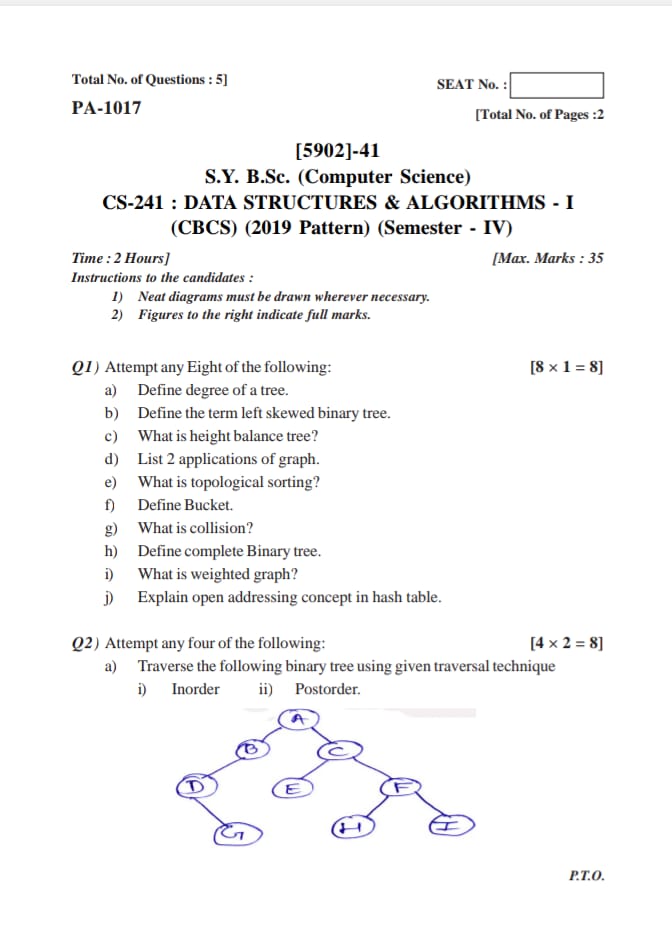 Total No. of Questions : 5]
SEAT No. :
PA-1017
[Total No. of Pages :2
[5902]-41
S.Y. B.Sc. (Computer Science)
CS-241 : DATA STRUCTURES & ALGORITHMS - I
(CBCS) (2019 Pattern) (Semester - IV)
Time : 2 Hours] [Max. Marks : 35
Instructions to the candidates :
1) Neat diagrams must be drawn wherever necessary.
2) Figures to the right indicate full marks.
Q1) Attempt any Eight of the following: [8 × 1 = 8]
a) Define degree of a tree.
b) Define the term left skewed binary tree.
c) What is height balance tree?
d) List 2 applications of graph.
e) What is topological sorting?
f) Define Bucket.
g) What is collision?
h) Define complete Binary tree.
i) What is weighted graph?
j) Explain open addressing concept in hash table.
Q2) Attempt any four of the following: [4 × 2 = 8]
a) Traverse the following binary tree using given traversal technique
i) Inorder ii) Postorder.
A
B C
D E F
G H I
P.T.O.